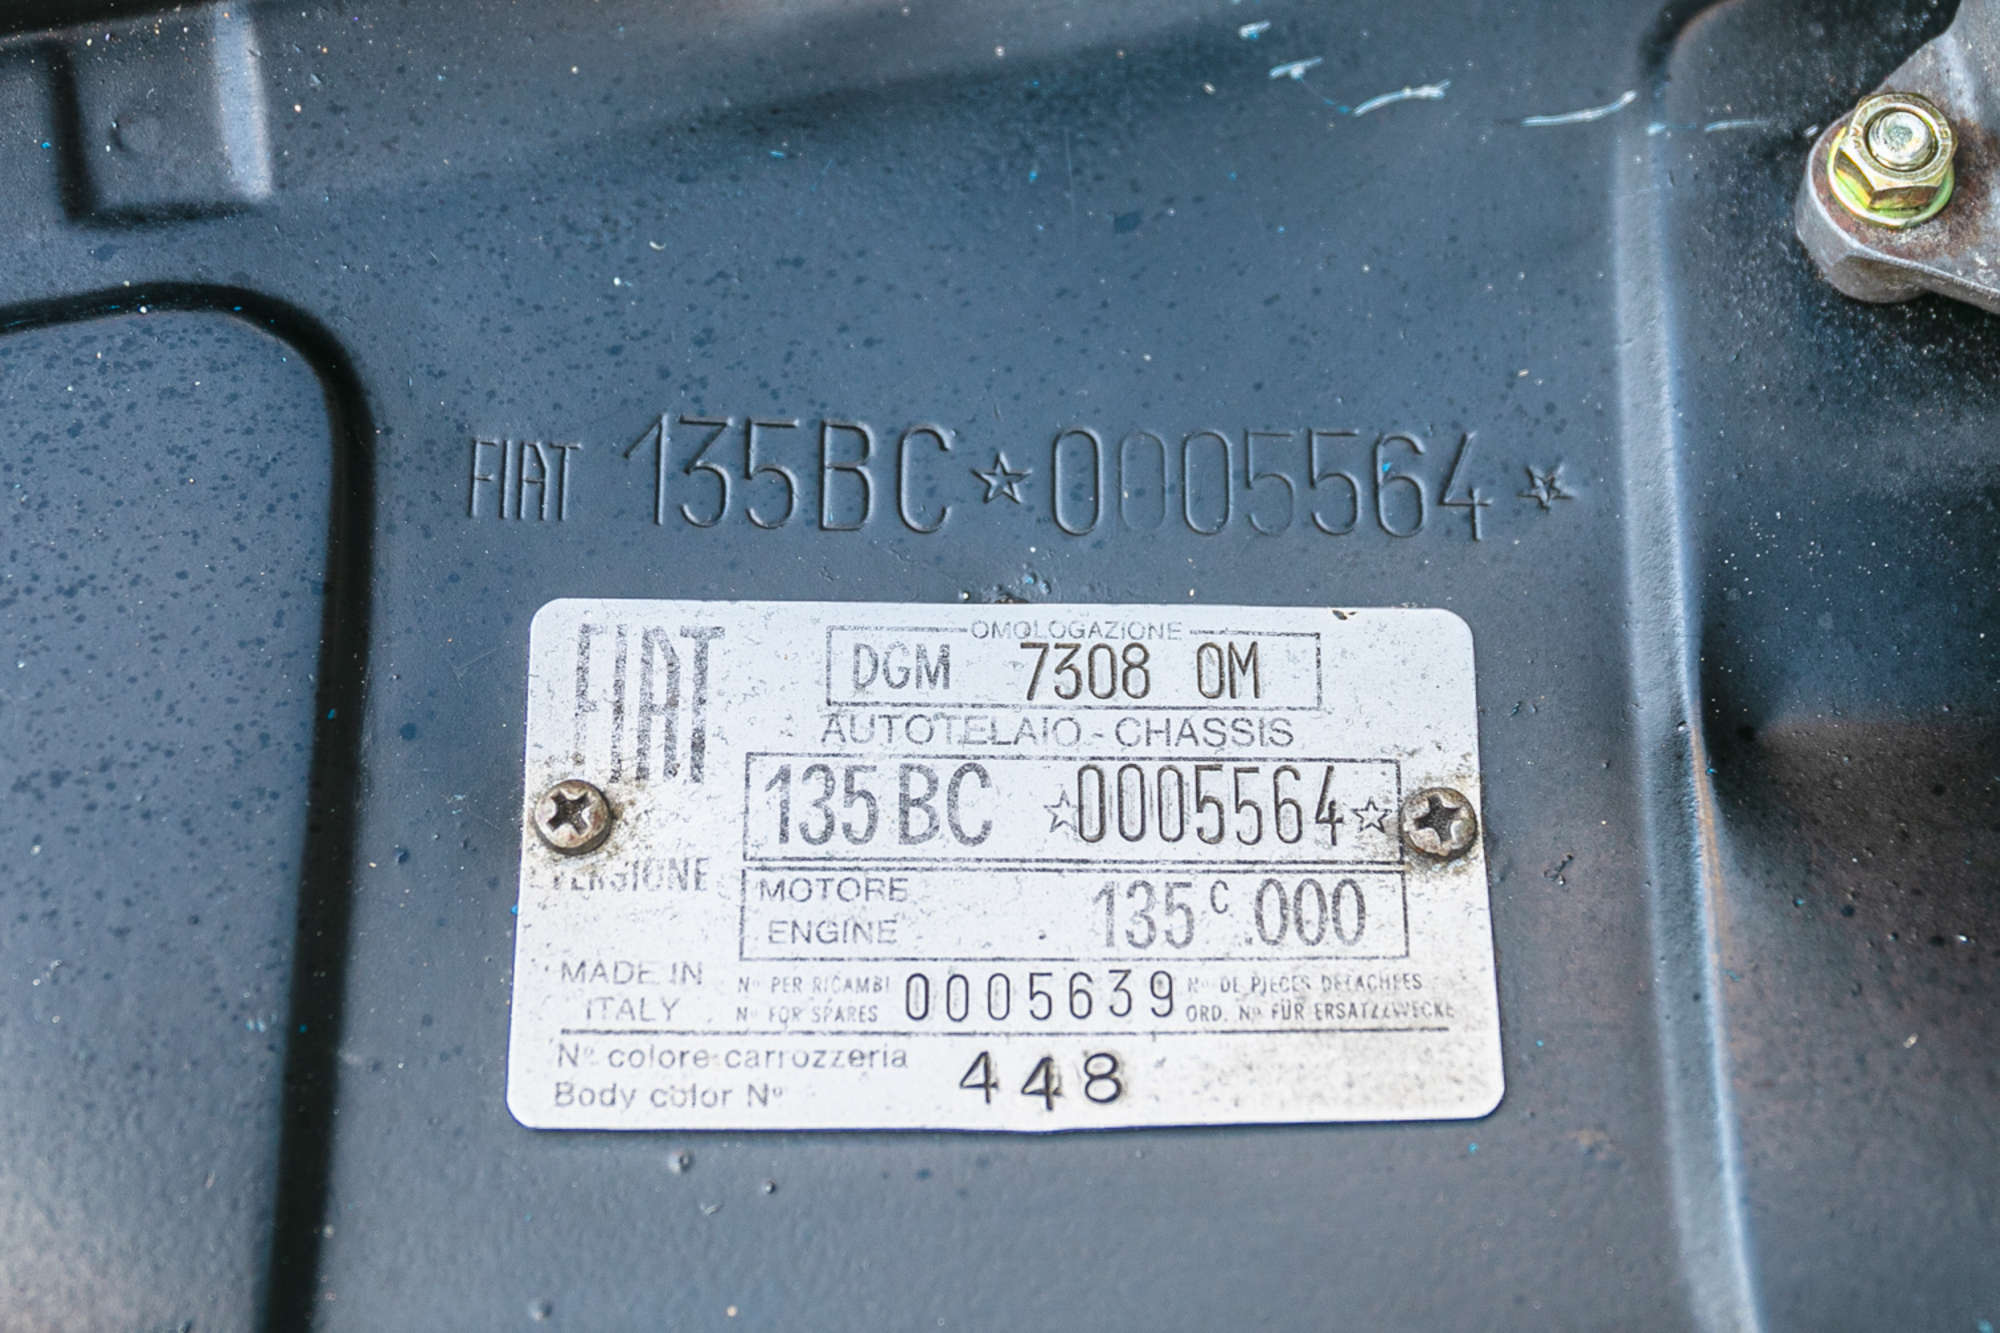 FIAT 135BC☆0005564☆
FIAT
OMOLOGAZIONE
DGM 7308 OM
AUTOTELAIO - CHASSIS
135BC ☆0005564☆
VERSIONE
MOTORE
ENGINE
135 C .000
MADE IN
ITALY
Nº PER RICAMBI
Nº FOR SPARES
0005639
Nº DE PIECES DETACHEES
ORD. Nº FÜR ERSATZZWECKE
Nº colore carrozzeria
Body color Nº
448